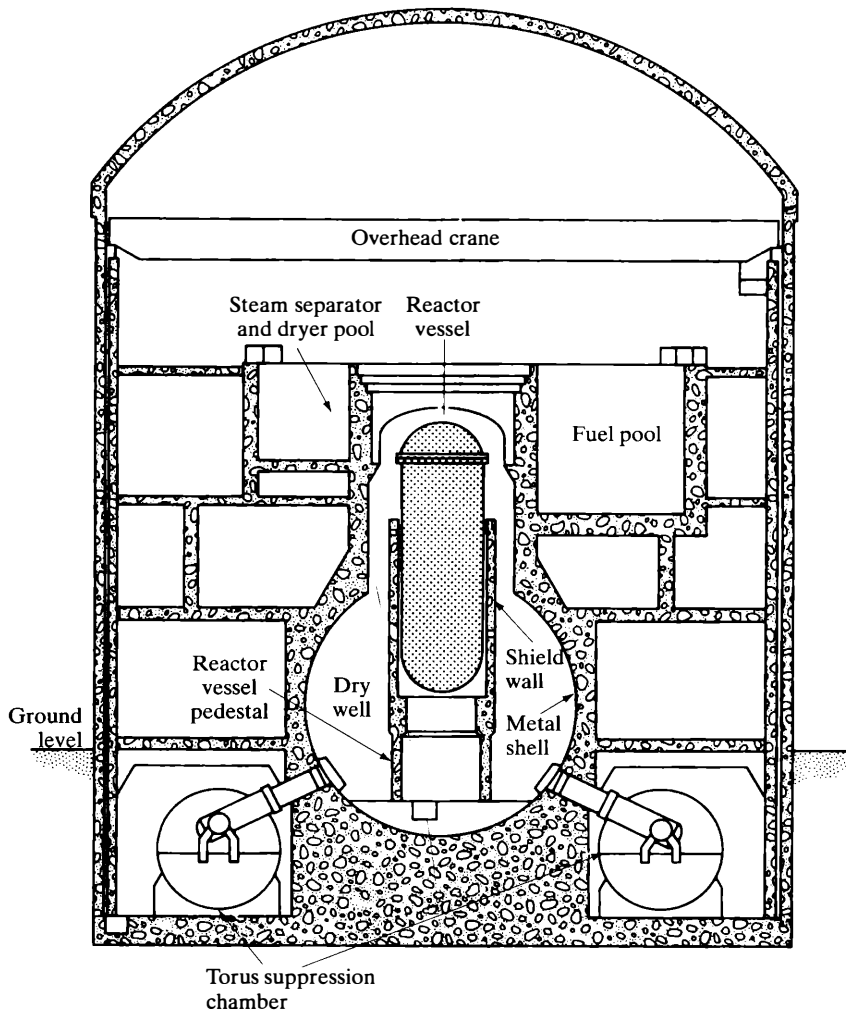 Overhead crane
Steam separator
and dryer pool
Reactor
vessel
Fuel pool
Reactor
vessel
pedestal
Dry
well
Shield
wall
Metal
shell
Ground
level
Torus suppression
chamber